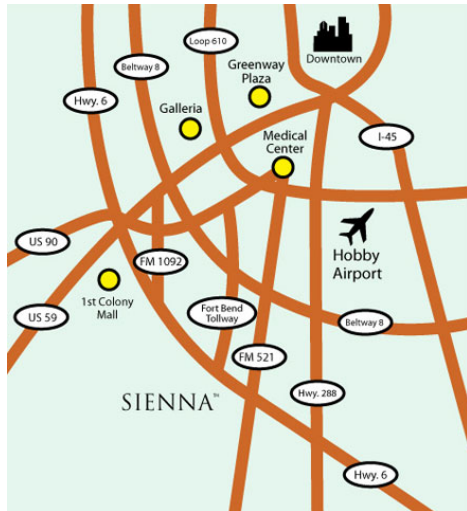 Loop 610
Downtown
Beltway 8
Greenway
Plaza
Hwy. 6
Galleria
I-45
Medical
Center
US 90
FM 1092
Hobby
Airport
1st Colony
Mall
US 59
Fort Bend
Tollway
Beltway 8
FM 521
SIENNA™
Hwy. 288
Hwy. 6